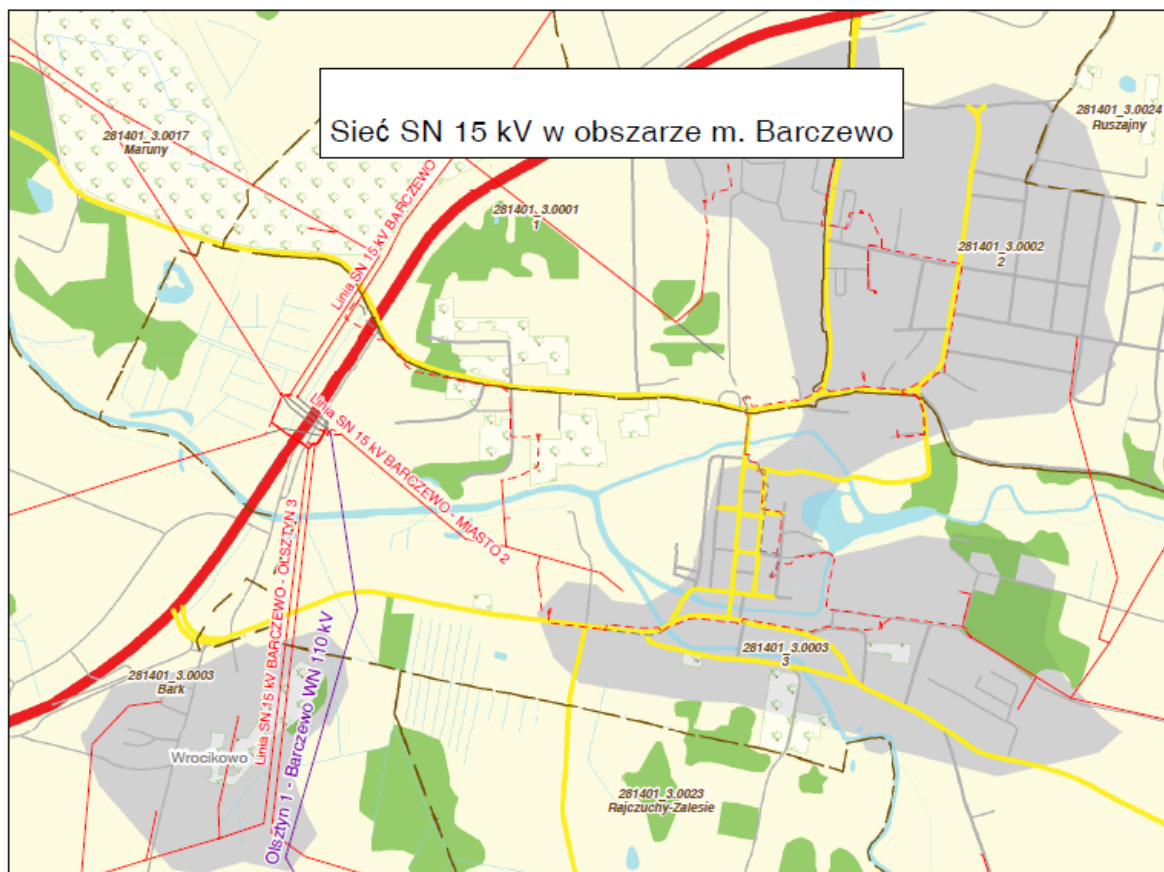 Sieć SN 15 kV w obszarze m. Barczewo
281401_3.0017
Maruny
281401_3.0024
Ruszajny
281401_3.0001
1
281401_3.0002
2
Linia SN 15 kV BARCZEWO
Linia SN 15 kV BARCZEWO - MIASTO 2
Linia SN 15 kV BARCZEWO - OLSZTYN 3
Olsztyn 1 - Barczewo WN 110 kV
281401_3.0003
3
281401_3.0003
Bark
Wrocikowo
281401_3.0023
Rajczuchy-Zalesie